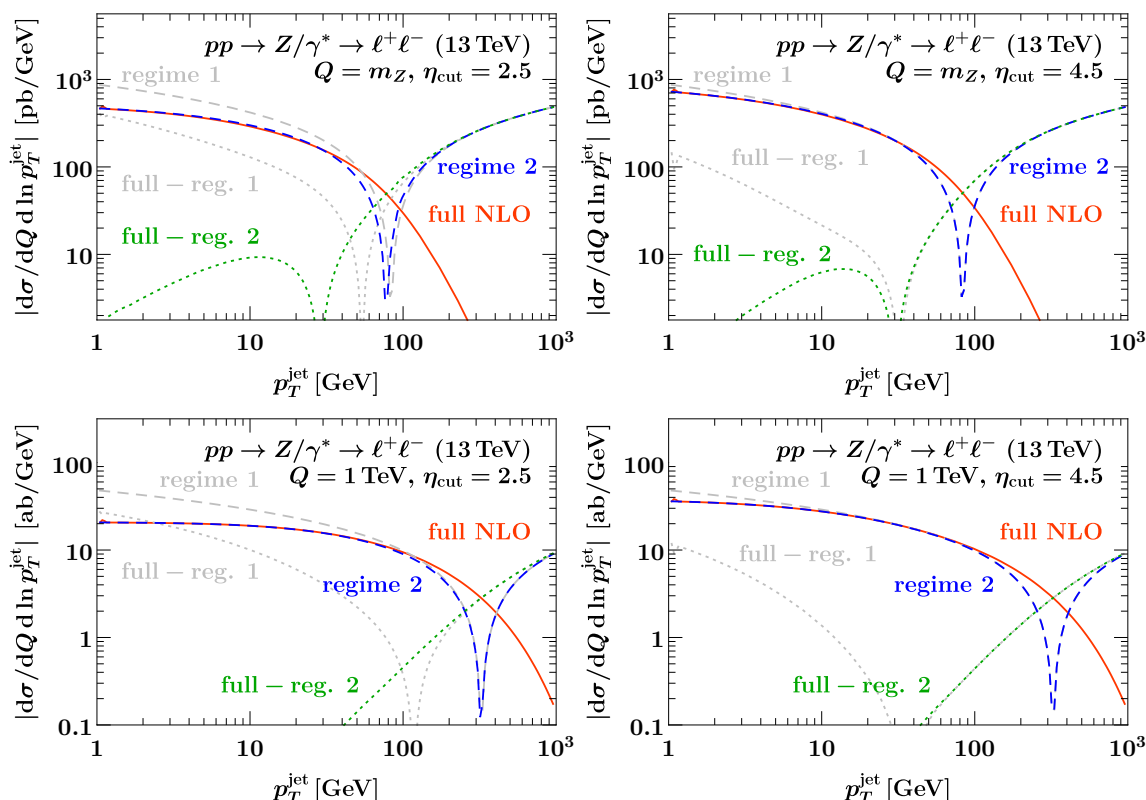 pp → Z/γ* → ℓ⁺ℓ⁻ (13 TeV)
Q = m_Z, η_cut = 2.5
regime 1
full − reg. 1
full − reg. 2
regime 2
full NLO
|dσ/dQ d ln p_T^jet| [pb/GeV]
10³
100
10
1
10
100
10³
p_T^jet [GeV]
pp → Z/γ* → ℓ⁺ℓ⁻ (13 TeV)
Q = m_Z, η_cut = 4.5
regime 1
full − reg. 1
regime 2
full NLO
full − reg. 2
|dσ/dQ d ln p_T^jet| [pb/GeV]
10³
100
10
1
10
100
10³
p_T^jet [GeV]
pp → Z/γ* → ℓ⁺ℓ⁻ (13 TeV)
Q = 1 TeV, η_cut = 2.5
regime 1
full NLO
full − reg. 1
regime 2
full − reg. 2
|dσ/dQ d ln p_T^jet| [ab/GeV]
100
10
1
0.1
1
10
100
10³
p_T^jet [GeV]
pp → Z/γ* → ℓ⁺ℓ⁻ (13 TeV)
Q = 1 TeV, η_cut = 4.5
regime 1
full NLO
full − reg. 1
regime 2
full − reg. 2
|dσ/dQ d ln p_T^jet| [ab/GeV]
100
10
1
0.1
1
10
100
10³
p_T^jet [GeV]